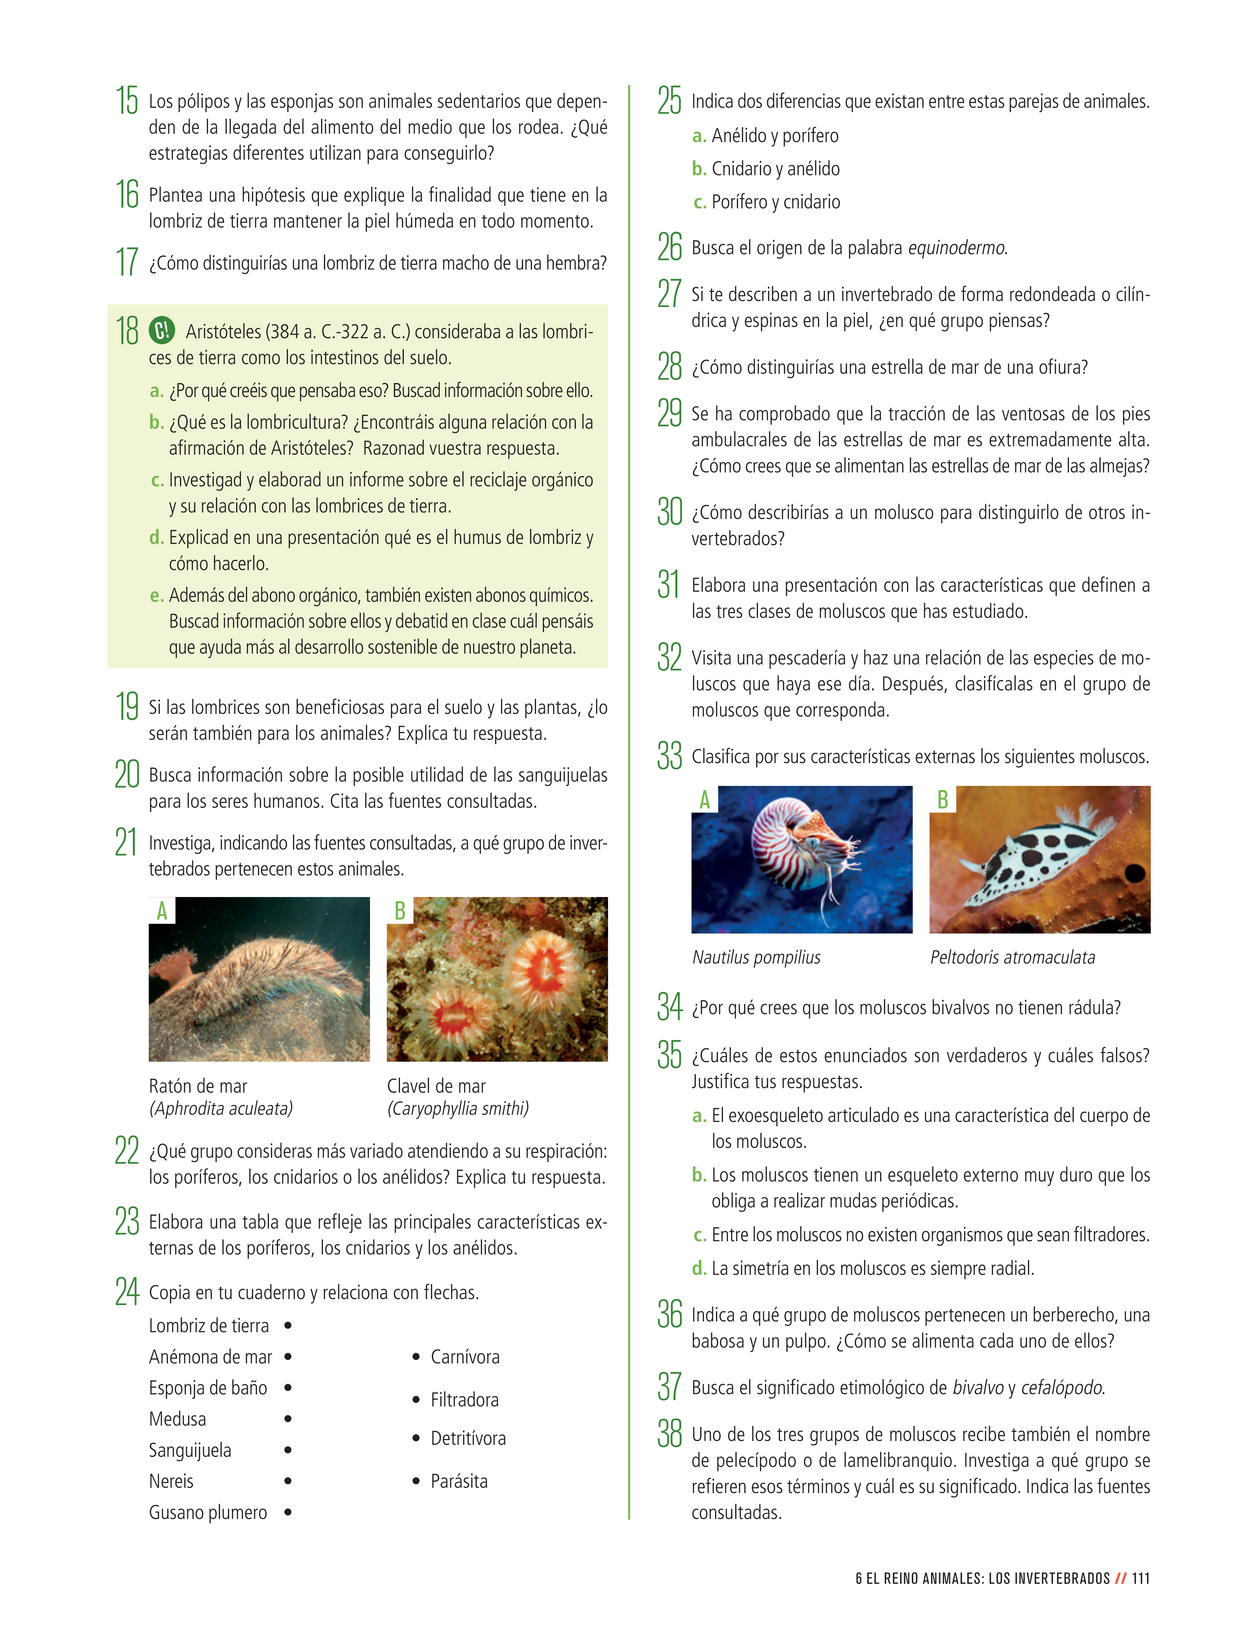 15 Los pólipos y las esponjas son animales sedentarios que depen-
den de la llegada del alimento del medio que los rodea. ¿Qué
estrategias diferentes utilizan para conseguirlo?
16 Plantea una hipótesis que explique la finalidad que tiene en la
lombriz de tierra mantener la piel húmeda en todo momento.
17 ¿Cómo distinguirías una lombriz de tierra macho de una hembra?
18 C! Aristóteles (384 a. C.-322 a. C.) consideraba a las lombri-
ces de tierra como los intestinos del suelo.
a. ¿Por qué creéis que pensaba eso? Buscad información sobre ello.
b. ¿Qué es la lombricultura? ¿Encontráis alguna relación con la
afirmación de Aristóteles? Razonad vuestra respuesta.
c. Investigad y elaborad un informe sobre el reciclaje orgánico
y su relación con las lombrices de tierra.
d. Explicad en una presentación qué es el humus de lombriz y
cómo hacerlo.
e. Además del abono orgánico, también existen abonos químicos.
Buscad información sobre ellos y debatid en clase cuál pensáis
que ayuda más al desarrollo sostenible de nuestro planeta.
19 Si las lombrices son beneficiosas para el suelo y las plantas, ¿lo
serán también para los animales? Explica tu respuesta.
20 Busca información sobre la posible utilidad de las sanguijuelas
para los seres humanos. Cita las fuentes consultadas.
21 Investiga, indicando las fuentes consultadas, a qué grupo de inver-
tebrados pertenecen estos animales.
A B
Ratón de mar
(Aphrodita aculeata)
Clavel de mar
(Caryophyllia smithi)
22 ¿Qué grupo consideras más variado atendiendo a su respiración:
los poríferos, los cnidarios o los anélidos? Explica tu respuesta.
23 Elabora una tabla que refleje las principales características ex-
ternas de los poríferos, los cnidarios y los anélidos.
24 Copia en tu cuaderno y relaciona con flechas.
Lombriz de tierra •
Anémona de mar •
Esponja de baño •
Medusa •
Sanguijuela •
Nereis •
Gusano plumero •
• Carnívora
• Filtradora
• Detritívora
• Parásita
25 Indica dos diferencias que existan entre estas parejas de animales.
a. Anélido y porífero
b. Cnidario y anélido
c. Porífero y cnidario
26 Busca el origen de la palabra equinodermo.
27 Si te describen a un invertebrado de forma redondeada o cilín-
drica y espinas en la piel, ¿en qué grupo piensas?
28 ¿Cómo distinguirías una estrella de mar de una ofiura?
29 Se ha comprobado que la tracción de las ventosas de los pies
ambulacrales de las estrellas de mar es extremadamente alta.
¿Cómo crees que se alimentan las estrellas de mar de las almejas?
30 ¿Cómo describirías a un molusco para distinguirlo de otros in-
vertebrados?
31 Elabora una presentación con las características que definen a
las tres clases de moluscos que has estudiado.
32 Visita una pescadería y haz una relación de las especies de mo-
luscos que haya ese día. Después, clasifícalas en el grupo de
moluscos que corresponda.
33 Clasifica por sus características externas los siguientes moluscos.
A B
Nautilus pompilius
Peltodoris atromaculata
34 ¿Por qué crees que los moluscos bivalvos no tienen rádula?
35 ¿Cuáles de estos enunciados son verdaderos y cuáles falsos?
Justifica tus respuestas.
a. El exoesqueleto articulado es una característica del cuerpo de
los moluscos.
b. Los moluscos tienen un esqueleto externo muy duro que los
obliga a realizar mudas periódicas.
c. Entre los moluscos no existen organismos que sean filtradores.
d. La simetría en los moluscos es siempre radial.
36 Indica a qué grupo de moluscos pertenecen un berberecho, una
babosa y un pulpo. ¿Cómo se alimenta cada uno de ellos?
37 Busca el significado etimológico de bivalvo y cefalópodo.
38 Uno de los tres grupos de moluscos recibe también el nombre
de pelecípodo o de lamelibranquio. Investiga a qué grupo se
refieren esos términos y cuál es su significado. Indica las fuentes
consultadas.
6 EL REINO ANIMALES: LOS INVERTEBRADOS // 111